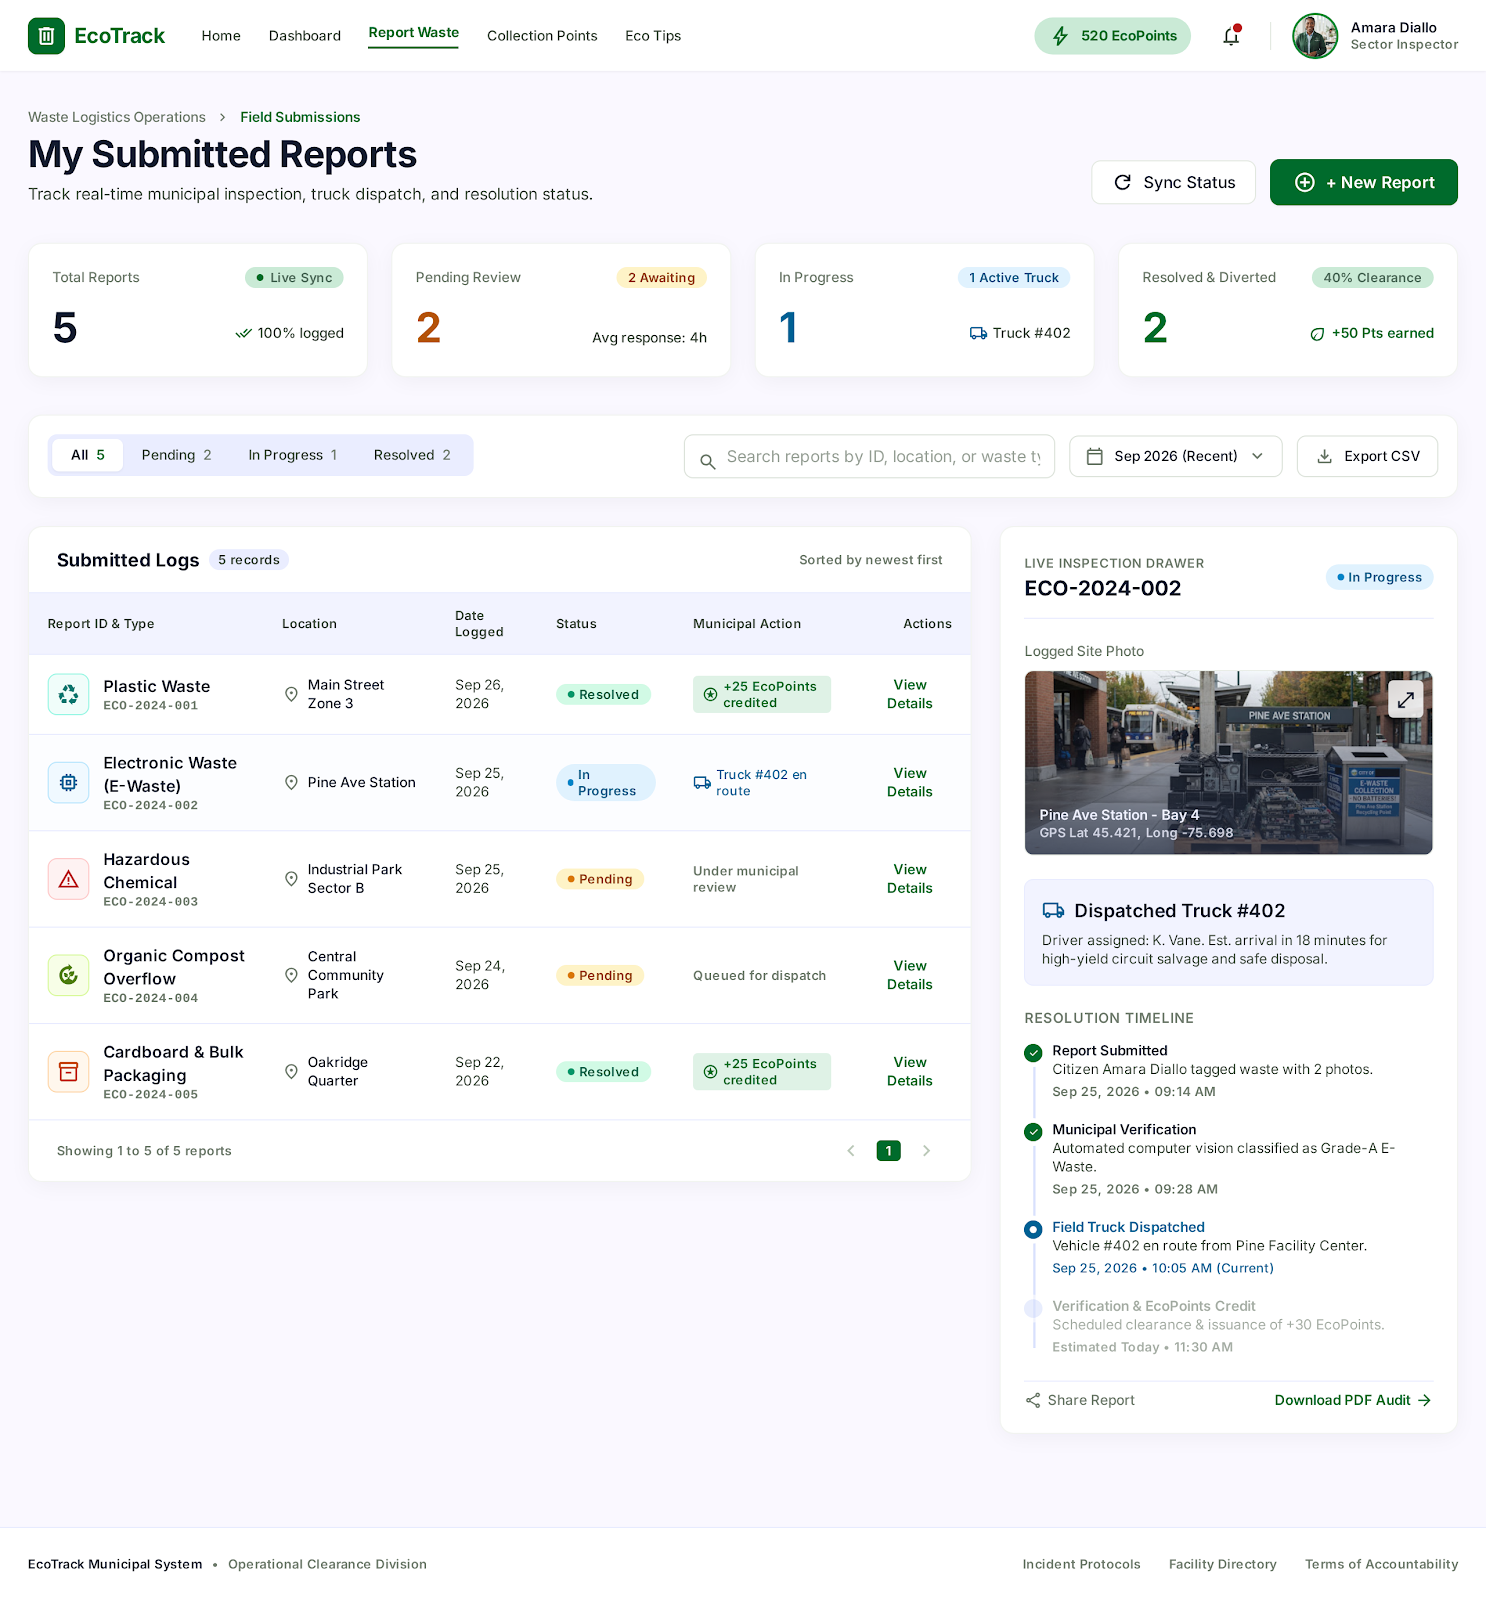 EcoTrack
Home
Dashboard
Report Waste
Collection Points
Eco Tips
520 EcoPoints
Amara Diallo
Sector Inspector
Waste Logistics Operations > Field Submissions
My Submitted Reports
Track real-time municipal inspection, truck dispatch, and resolution status.
Sync Status
+ New Report
Total Reports
Live Sync
5
100% logged
Pending Review
2 Awaiting
2
Avg response: 4h
In Progress
1 Active Truck
1
Truck #402
Resolved & Diverted
40% Clearance
2
+50 Pts earned
All 5
Pending 2
In Progress 1
Resolved 2
Search reports by ID, location, or waste ty
Sep 2026 (Recent)
Export CSV
Submitted Logs
5 records
Sorted by newest first
Report ID & Type
Location
Date
Logged
Status
Municipal Action
Actions
Plastic Waste
ECO-2024-001
Main Street
Zone 3
Sep 26,
2026
Resolved
+25 EcoPoints
credited
View
Details
Electronic Waste
(E-Waste)
ECO-2024-002
Pine Ave Station
Sep 25,
2026
In
Progress
Truck #402 en
route
View
Details
Hazardous
Chemical
ECO-2024-003
Industrial Park
Sector B
Sep 25,
2026
Pending
Under municipal
review
View
Details
Organic Compost
Overflow
ECO-2024-004
Central
Community
Park
Sep 24,
2026
Pending
Queued for dispatch
View
Details
Cardboard & Bulk
Packaging
ECO-2024-005
Oakridge
Quarter
Sep 22,
2026
Resolved
+25 EcoPoints
credited
View
Details
Showing 1 to 5 of 5 reports
1
LIVE INSPECTION DRAWER
ECO-2024-002
In Progress
Logged Site Photo
PINE AVE STATION
E-WASTE
COLLECTION
NO BATTERIES!
Pine Ave Station
Recycling Point
Pine Ave Station - Bay 4
GPS Lat 45.421, Long -75.698
Dispatched Truck #402
Driver assigned: K. Vane. Est. arrival in 18 minutes for
high-yield circuit salvage and safe disposal.
RESOLUTION TIMELINE
Report Submitted
Citizen Amara Diallo tagged waste with 2 photos.
Sep 25, 2026 • 09:14 AM
Municipal Verification
Automated computer vision classified as Grade-A E-
Waste.
Sep 25, 2026 • 09:28 AM
Field Truck Dispatched
Vehicle #402 en route from Pine Facility Center.
Sep 25, 2026 • 10:05 AM (Current)
Verification & EcoPoints Credit
Scheduled clearance & issuance of +30 EcoPoints.
Estimated Today • 11:30 AM
Share Report
Download PDF Audit
EcoTrack Municipal System • Operational Clearance Division
Incident Protocols
Facility Directory
Terms of Accountability